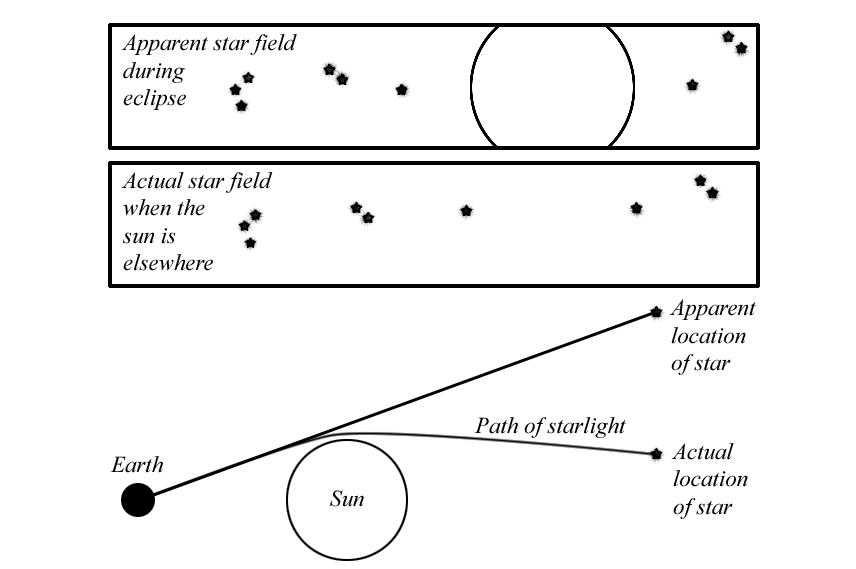 Apparent star field
during
eclipse
Actual star field
when the
sun is
elsewhere
Apparent
location
of star
Path of starlight
Actual
location
of star
Earth
Sun